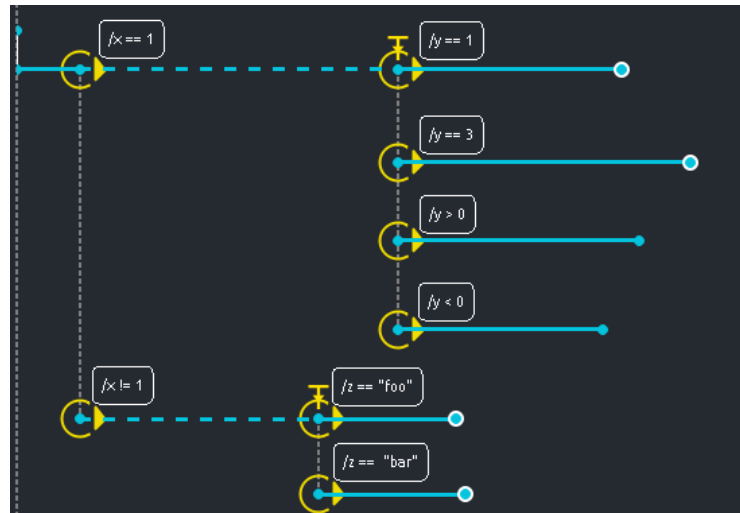 /x == 1
/y == 1
/y == 3
/y > 0
/y < 0
/x != 1
/z == "foo"
/z == "bar"